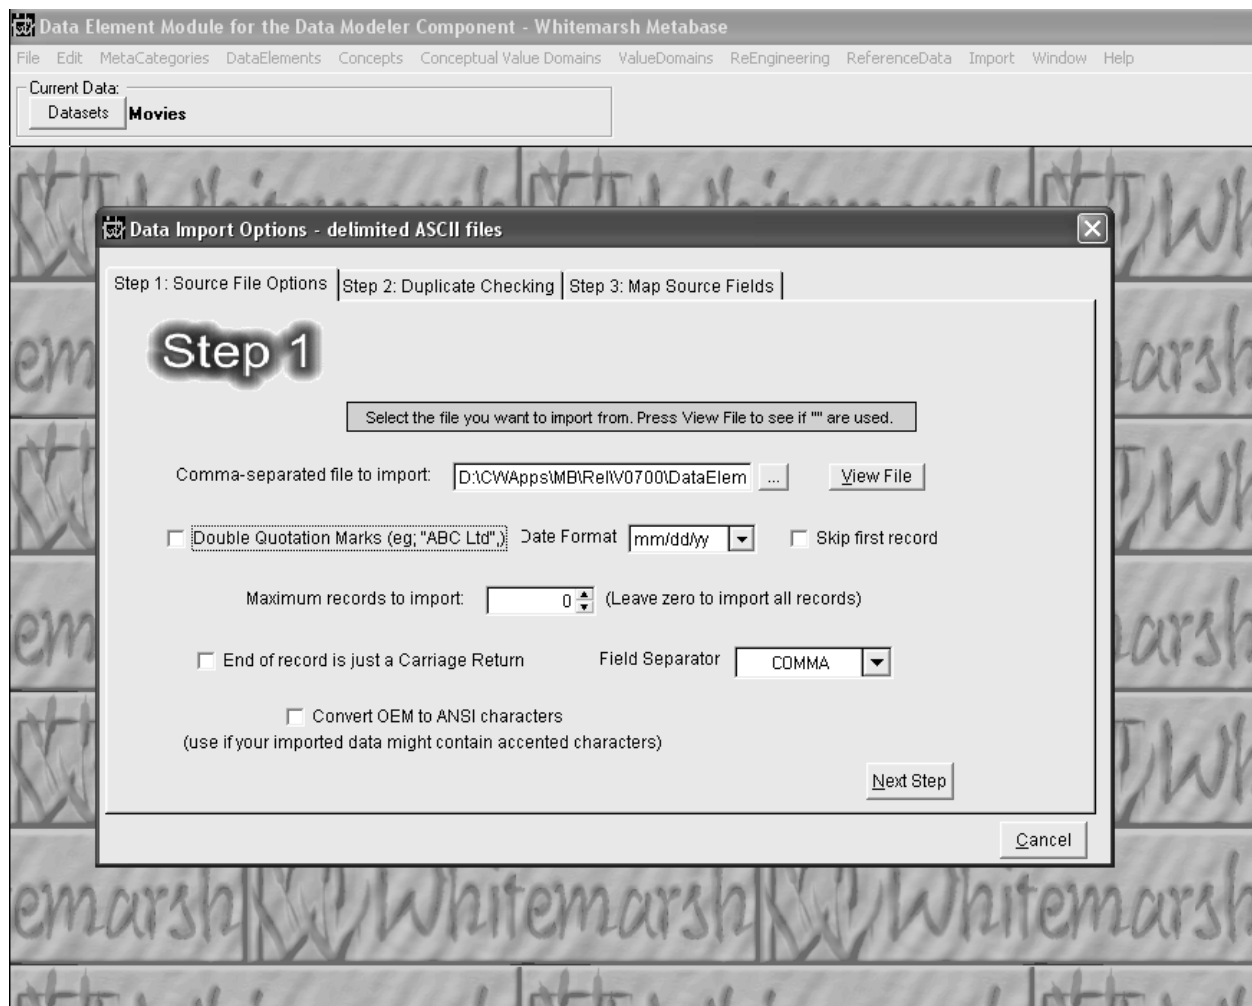 Data Element Module for the Data Modeler Component - Whitemarsh Metabase
File Edit MetaCategories DataElements Concepts Conceptual Value Domains ValueDomains ReEngineering ReferenceData Import Window Help
Current Data:
Datasets Movies
Data Import Options - delimited ASCII files
Step 1: Source File Options Step 2: Duplicate Checking Step 3: Map Source Fields
Step 1
Select the file you want to import from. Press View File to see if "" are used.
Comma-separated file to import: D:\CWApps\MB\Rel\V0700\DataElem ... View File
Double Quotation Marks (eg; "ABC Ltd",) Date Format mm/dd/yy Skip first record
Maximum records to import: 0 (Leave zero to import all records)
End of record is just a Carriage Return Field Separator COMMA
Convert OEM to ANSI characters
(use if your imported data might contain accented characters)
Next Step
Cancel
emarsh Whitemarsh Whitemarsh